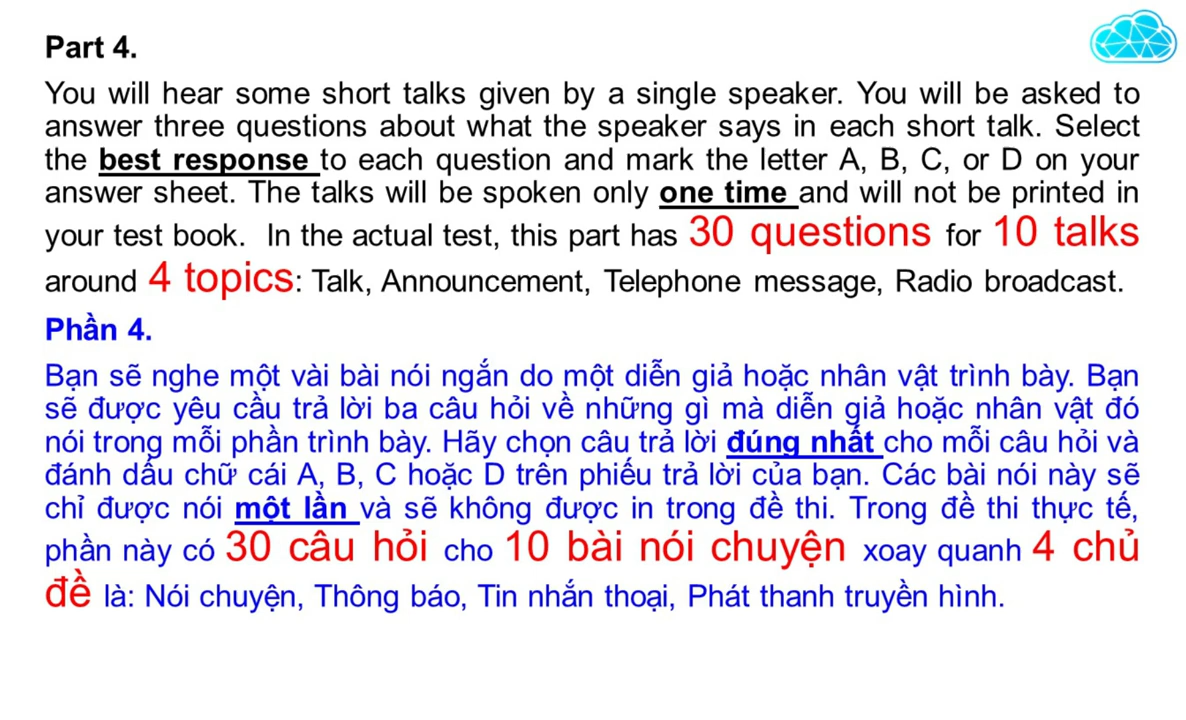 Part 4.
You will hear some short talks given by a single speaker. You will be asked to
answer three questions about what the speaker says in each short talk. Select
the best response to each question and mark the letter A, B, C, or D on your
answer sheet. The talks will be spoken only one time and will not be printed in
your test book. In the actual test, this part has 30 questions for 10 talks
around 4 topics: Talk, Announcement, Telephone message, Radio broadcast.
Phần 4.
Bạn sẽ nghe một vài bài nói ngắn do một diễn giả hoặc nhân vật trình bày. Bạn
sẽ được yêu cầu trả lời ba câu hỏi về những gì mà diễn giả hoặc nhân vật đó
nói trong mỗi phần trình bày. Hãy chọn câu trả lời đúng nhất cho mỗi câu hỏi và
đánh dấu chữ cái A, B, C hoặc D trên phiếu trả lời của bạn. Các bài nói này sẽ
chỉ được nói một lần và sẽ không được in trong đề thi. Trong đề thi thực tế,
phần này có 30 câu hỏi cho 10 bài nói chuyện xoay quanh 4 chủ
đề là: Nói chuyện, Thông báo, Tin nhắn thoại, Phát thanh truyền hình.